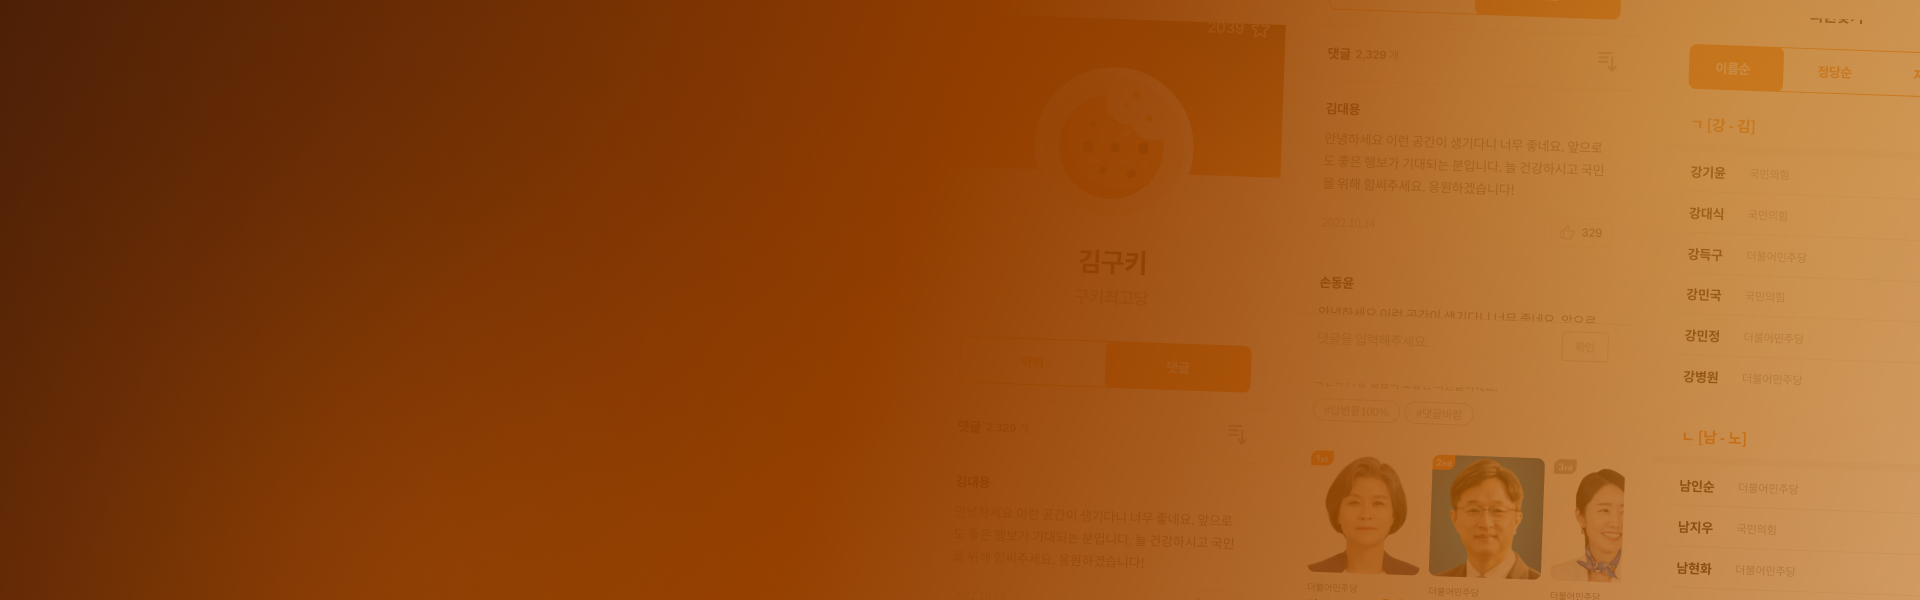 2039
김구키
구키최고당
댓글
댓글 2,329 개
김대용
안녕하세요 이런 공간이 생기다니 너무 좋네요. 앞으로
도 좋은 행보가 기대되는 분입니다. 늘 건강하시고 국민
을 위해 힘써주세요. 응원하겠습니다!
댓글 2,329 개
김대용
안녕하세요 이런 공간이 생기다니 너무 좋네요. 앞으로
도 좋은 행보가 기대되는 분입니다. 늘 건강하시고 국민
을 위해 힘써주세요. 응원하겠습니다!
2022.10.14
329
손동윤
안녕하세요 이런 공간이 생기다니 너무 좋네요. 앞으로
댓글을 입력해주세요.
확인
#답변률100% #댓글바람
1st 2nd 3rd
더불어민주당 더불어민주당 더불어민주당
이름순 정당순
ㄱ [강 - 김]
강기윤 국민의힘
강대식 국민의힘
강득구 더불어민주당
강민국 국민의힘
강민정 더불어민주당
강병원 더불어민주당
ㄴ [남 - 노]
남인순 더불어민주당
남지우 국민의힘
남현화 더불어민주당